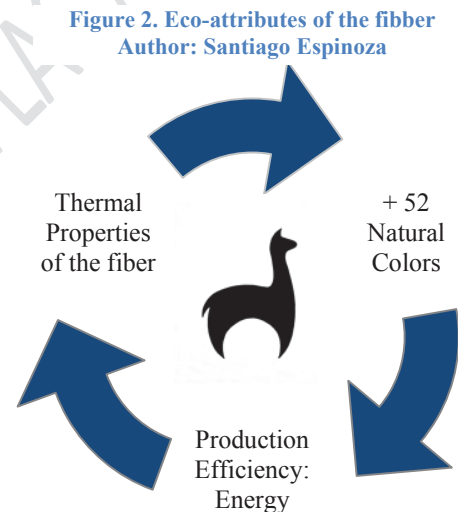 Figure 2. Eco-attributes of the fibber
Author: Santiago Espinoza
Thermal
Properties
of the fiber
+ 52
Natural
Colors
Production
Efficiency:
Energy